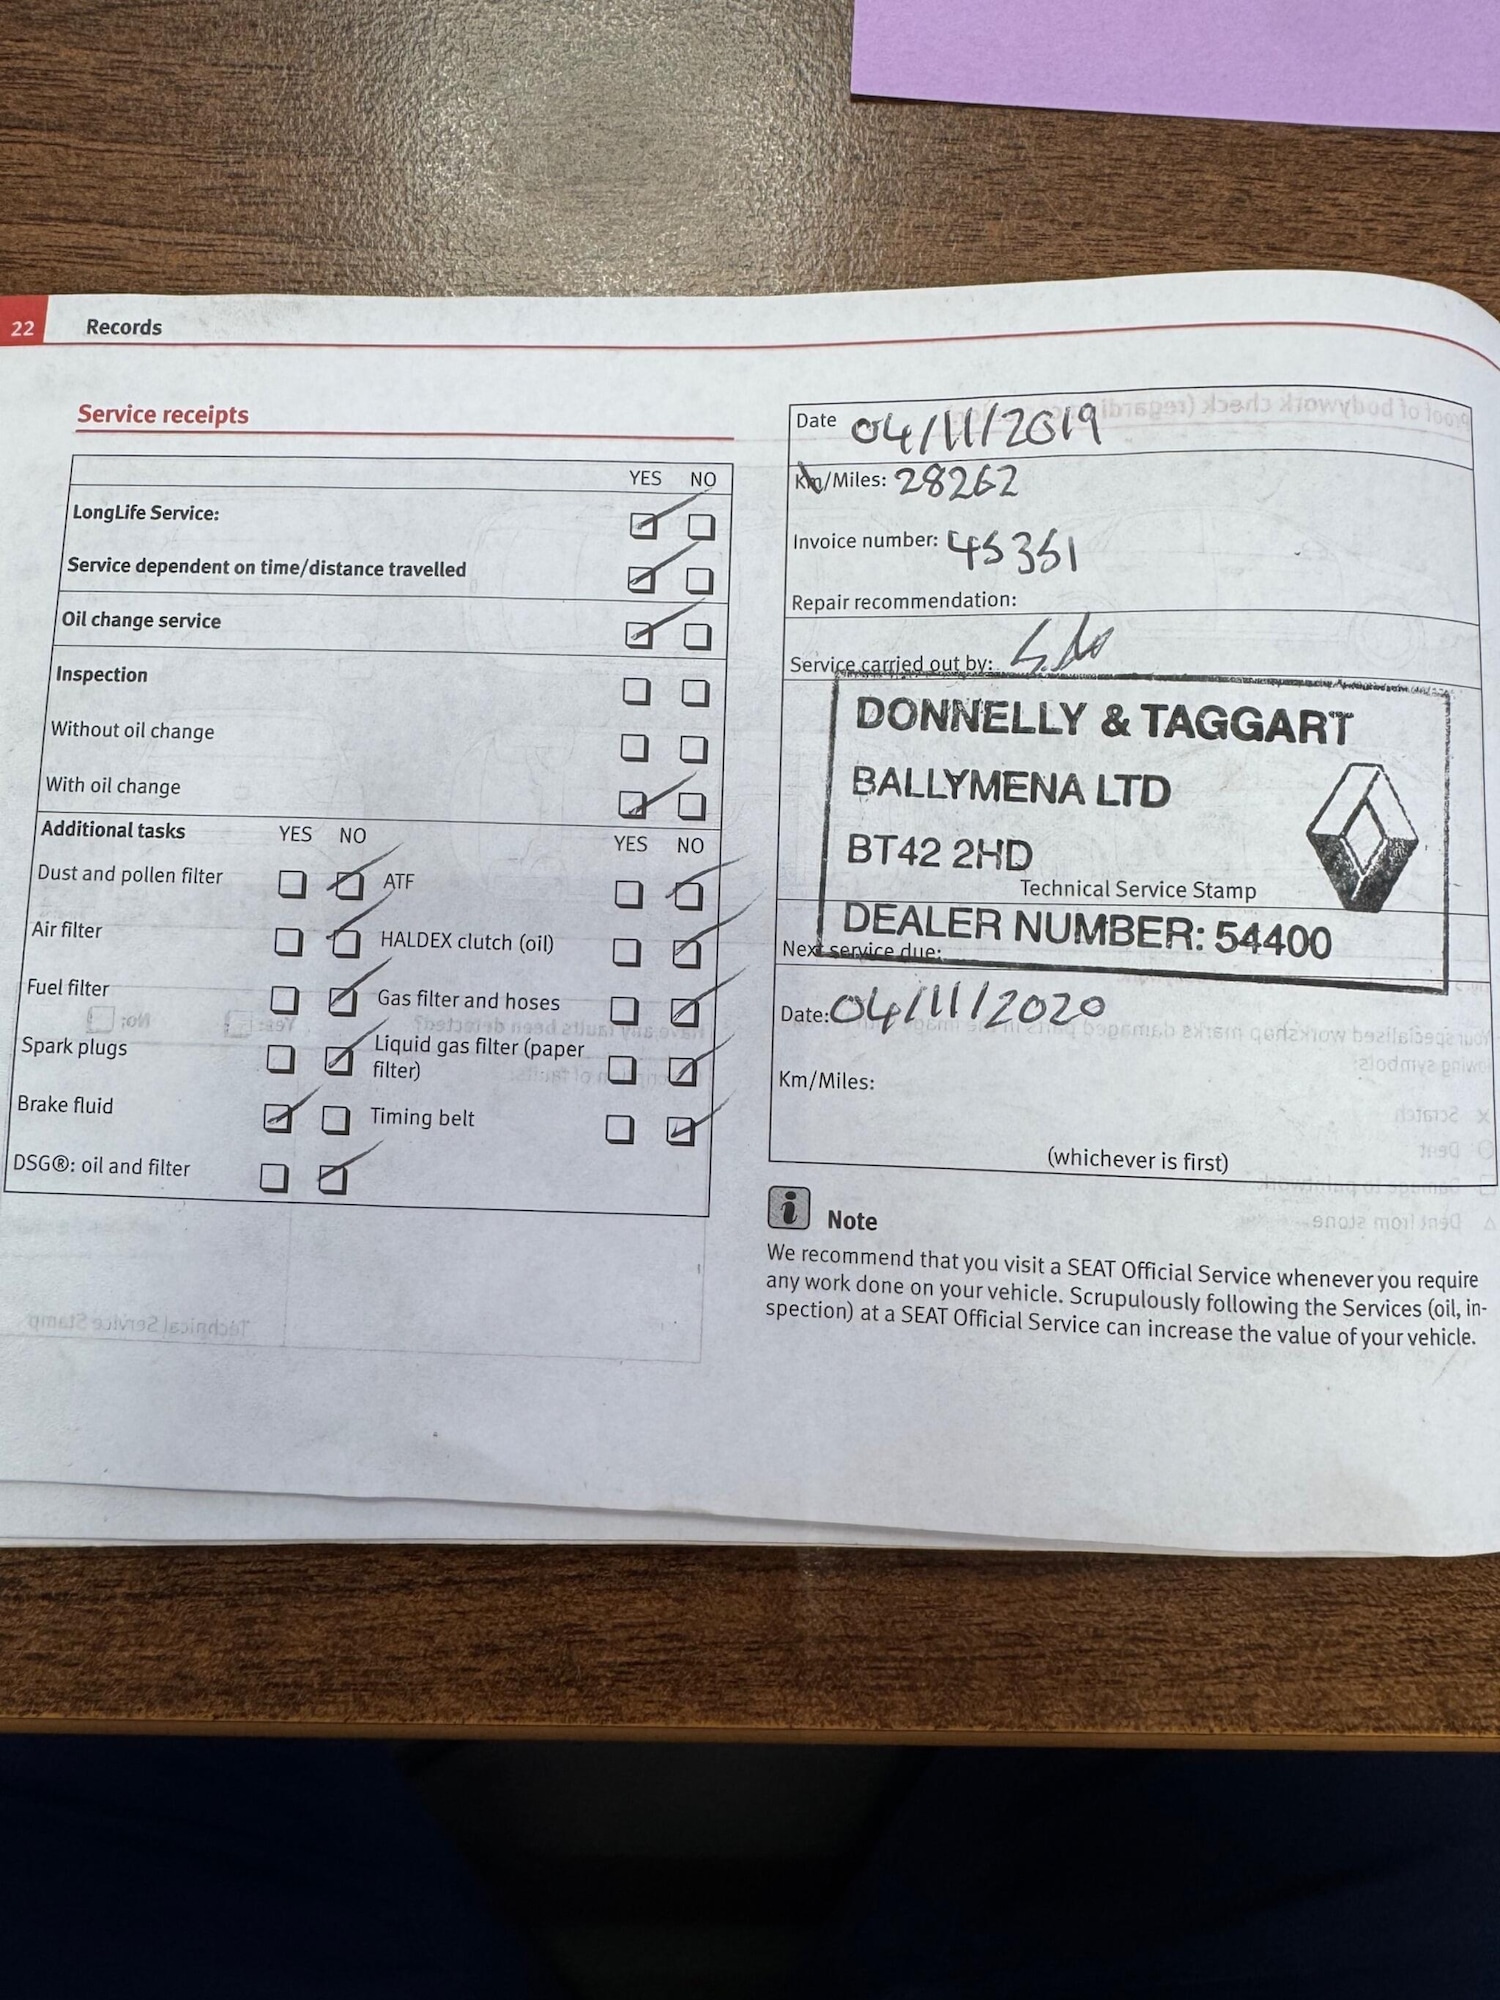 22 Records
Service receipts
YES NO
LongLife Service:
Service dependent on time/distance travelled
Oil change service
Inspection
Without oil change
With oil change
Additional tasks YES NO YES NO
Dust and pollen filter ATF
Air filter HALDEX clutch (oil)
Fuel filter Gas filter and hoses
Spark plugs Liquid gas filter (paper
filter)
Brake fluid Timing belt
DSG®: oil and filter
Date 04/11/2019
Km/Miles: 28262
Invoice number: 45351
Repair recommendation:
Service carried out by:
DONNELLY & TAGGART
BALLYMENA LTD
BT42 2HD
Technical Service Stamp
DEALER NUMBER: 54400
Next service due:
Date: 04/11/2020
Km/Miles:
(whichever is first)
i Note
We recommend that you visit a SEAT Official Service whenever you require
any work done on your vehicle. Scrupulously following the Services (oil, in-
spection) at a SEAT Official Service can increase the value of your vehicle.